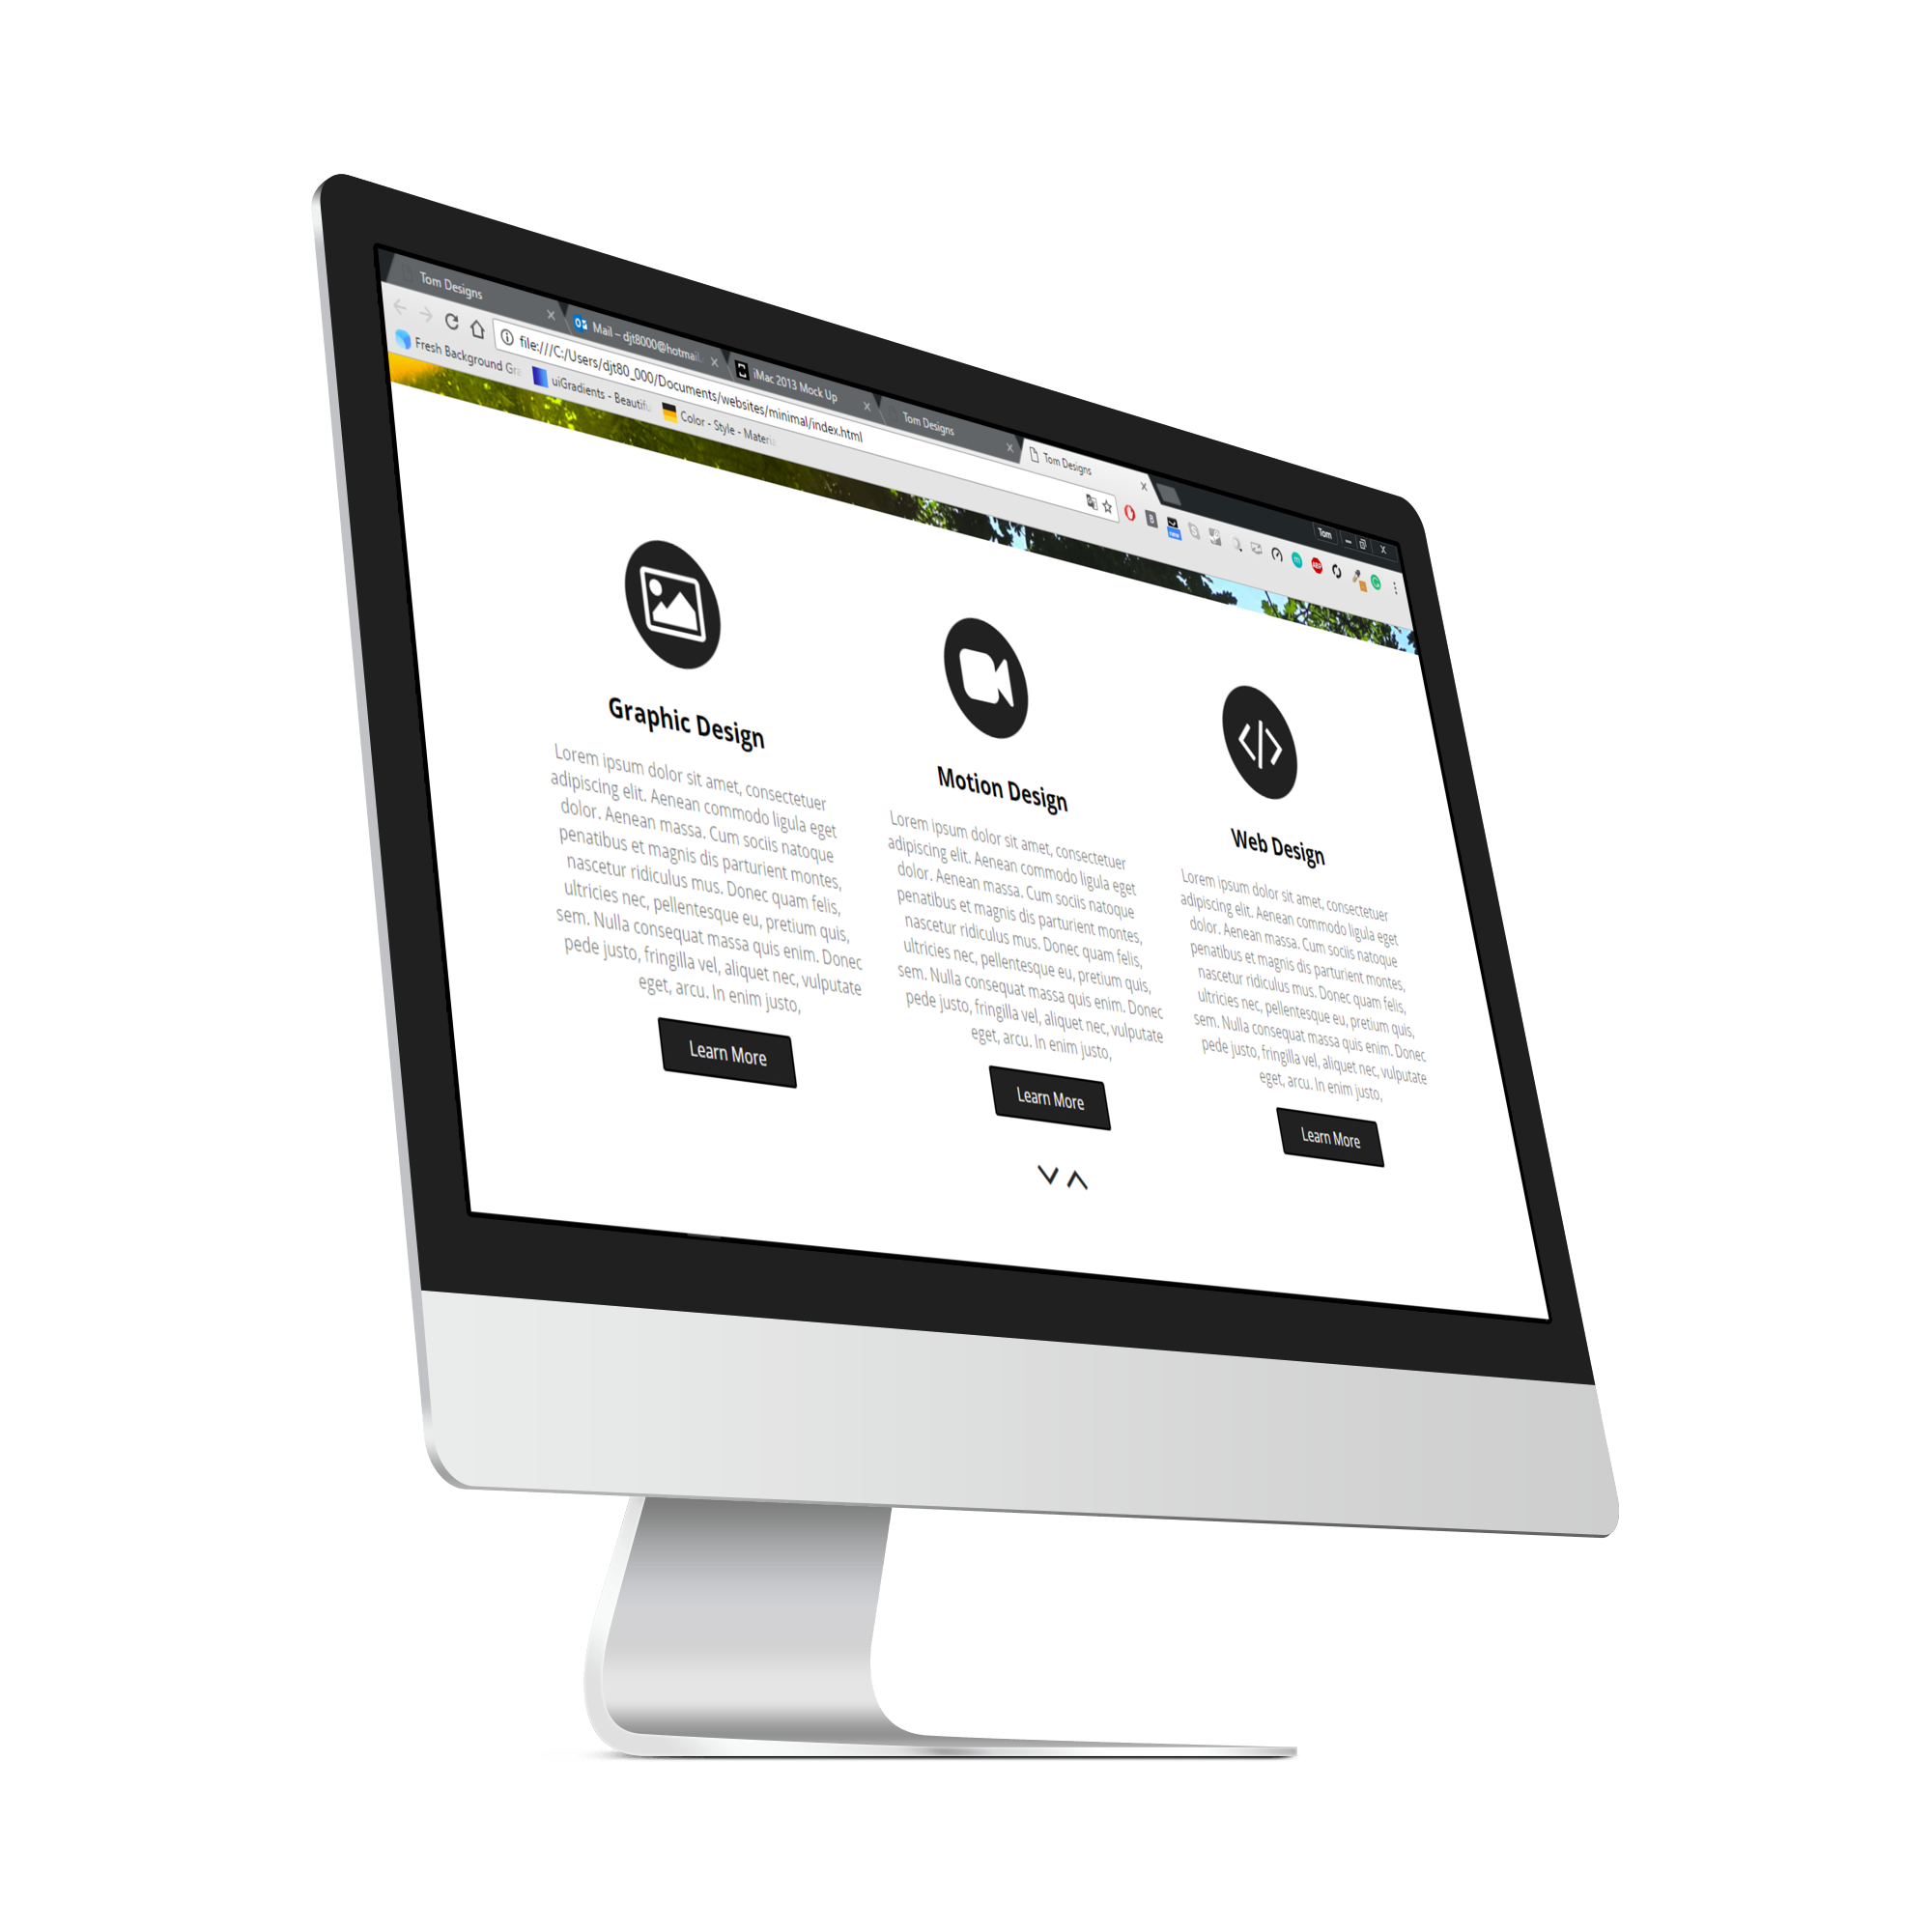 Tom Designs
Mail – djt8000@hotmail.
iMac 2013 Mock Up
Tom Designs
Tom Designs
Tom
file:///C:/Users/djt80_000/Documents/websites/minimal/index.html
Fresh Background Gra
uiGradients - Beautifu
Color - Style - Materia
Graphic Design
Lorem ipsum dolor sit amet, consectetuer
adipiscing elit. Aenean commodo ligula eget
dolor. Aenean massa. Cum sociis natoque
penatibus et magnis dis parturient montes,
nascetur ridiculus mus. Donec quam felis,
ultricies nec, pellentesque eu, pretium quis,
sem. Nulla consequat massa quis enim. Donec
pede justo, fringilla vel, aliquet nec, vulputate
eget, arcu. In enim justo,
Learn More
Motion Design
Lorem ipsum dolor sit amet, consectetuer
adipiscing elit. Aenean commodo ligula eget
dolor. Aenean massa. Cum sociis natoque
penatibus et magnis dis parturient montes,
nascetur ridiculus mus. Donec quam felis,
ultricies nec, pellentesque eu, pretium quis,
sem. Nulla consequat massa quis enim. Donec
pede justo, fringilla vel, aliquet nec, vulputate
eget, arcu. In enim justo,
Learn More
Web Design
Lorem ipsum dolor sit amet, consectetuer
adipiscing elit. Aenean commodo ligula eget
dolor. Aenean massa. Cum sociis natoque
penatibus et magnis dis parturient montes,
nascetur ridiculus mus. Donec quam felis,
ultricies nec, pellentesque eu, pretium quis,
sem. Nulla consequat massa quis enim. Donec
pede justo, fringilla vel, aliquet nec, vulputate
eget, arcu. In enim justo,
Learn More